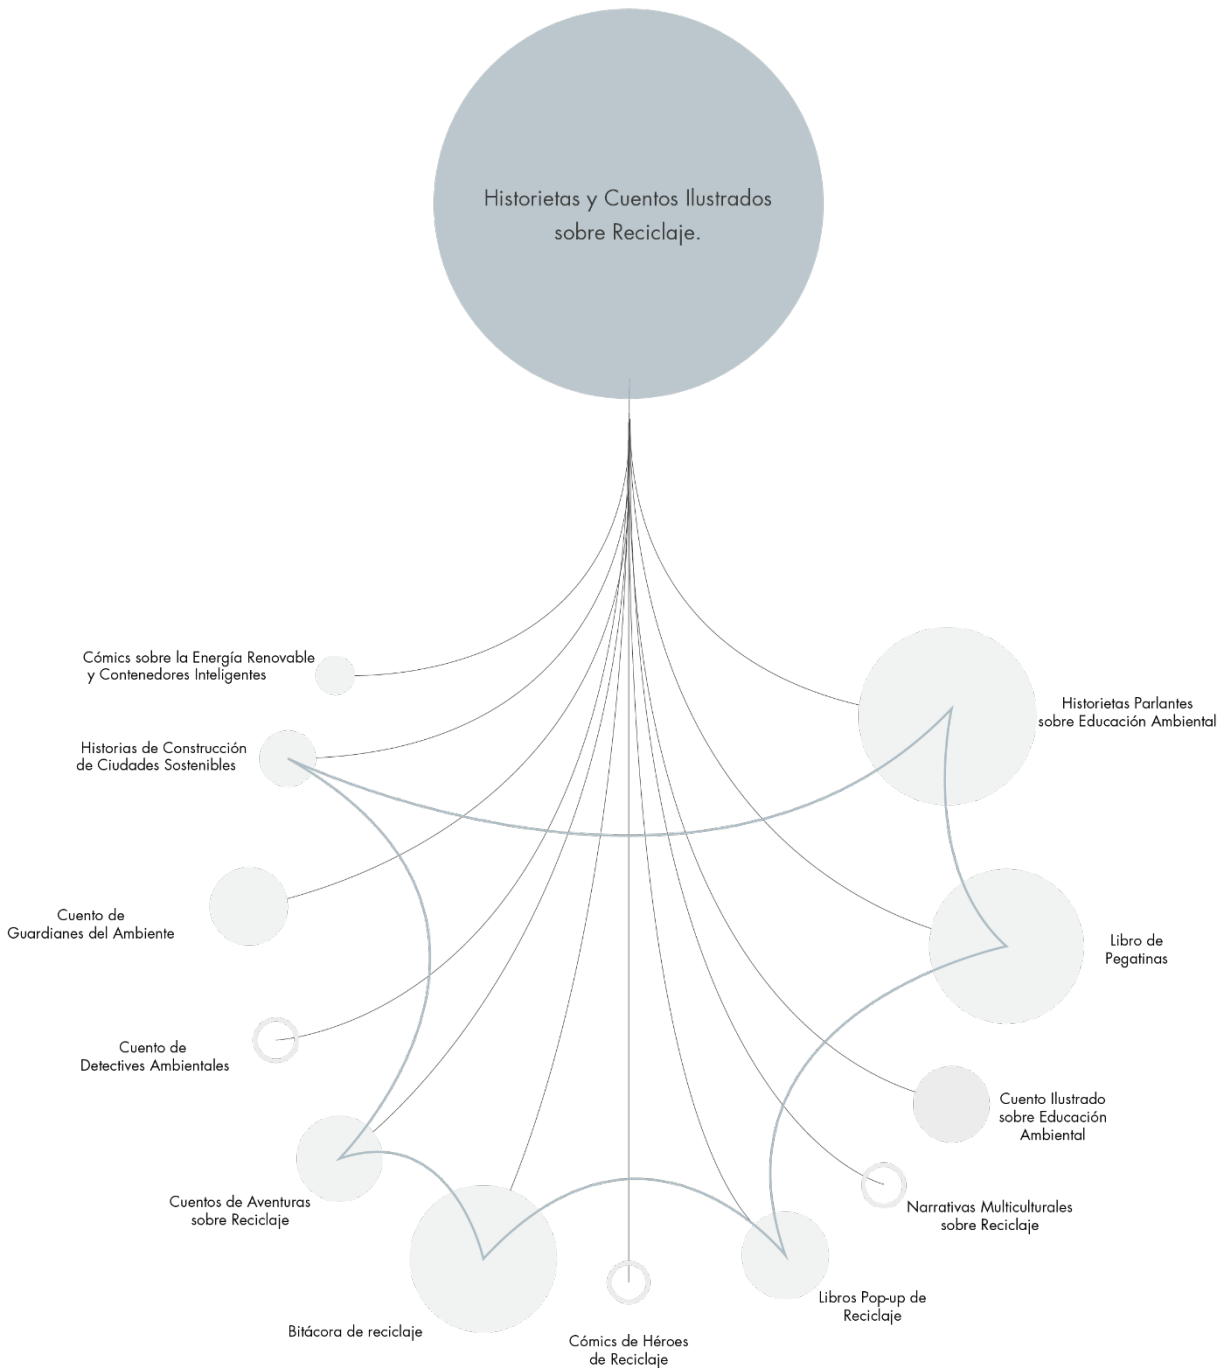 Historietas y Cuentos Ilustrados
sobre Reciclaje.
Cómics sobre la Energía Renovable
y Contenedores Inteligentes
Historias de Construcción
de Ciudades Sostenibles
Cuento de
Guardianes del Ambiente
Cuento de
Detectives Ambientales
Cuentos de Aventuras
sobre Reciclaje
Bitácora de reciclaje
Cómics de Héroes
de Reciclaje
Libros Pop-up de
Reciclaje
Narrativas Multiculturales
sobre Reciclaje
Cuento Ilustrado
sobre Educación
Ambiental
Libro de
Pegatinas
Historietas Parlantes
sobre Educación Ambiental